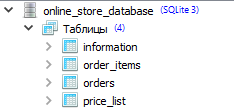 online_store_database (SQLite 3)
Таблицы (4)
information
order_items
orders
price_list